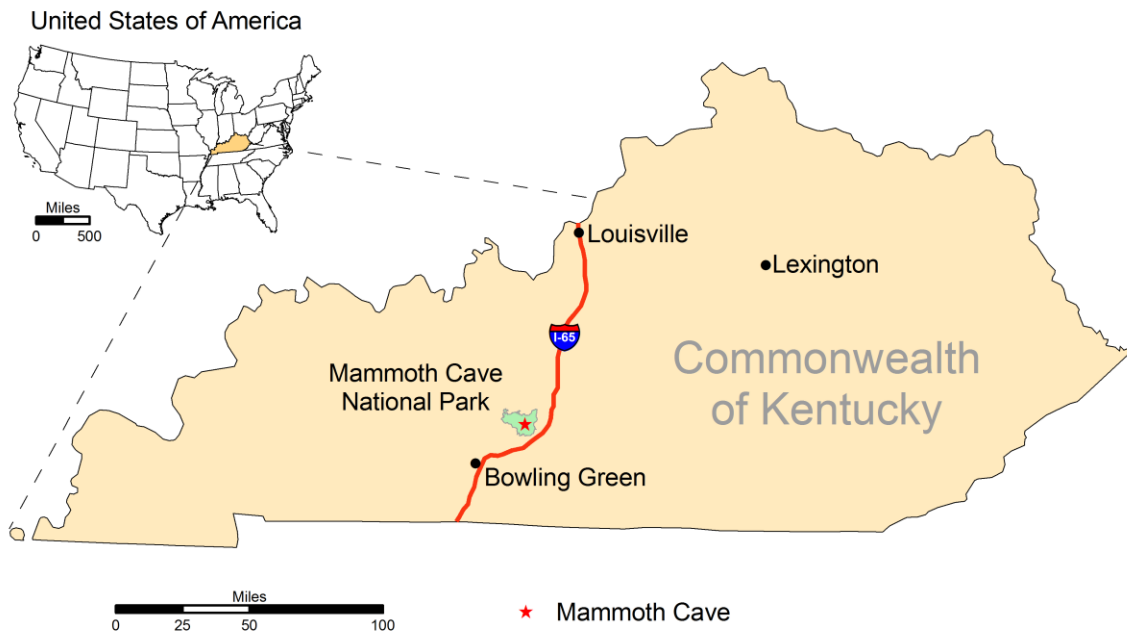 United States of America
Miles
0 500
Louisville
Lexington
I-65
Commonwealth
of Kentucky
Mammoth Cave
National Park
Bowling Green
Miles
0 25 50 100
Mammoth Cave